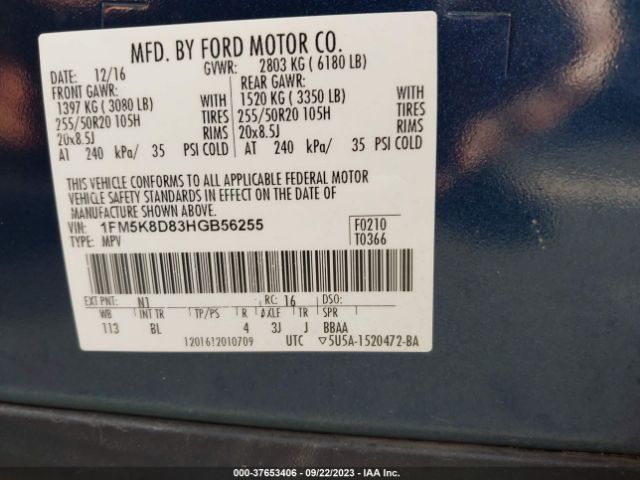 MFD. BY FORD MOTOR CO.
DATE: 12/16 GVWR: 2803 KG ( 6180 LB)
FRONT GAWR: REAR GAWR:
1397 KG ( 3080 LB) WITH 1520 KG ( 3350 LB) WITH
255/50R20 105H TIRES 255/50R20 105H TIRES
20x8.5J RIMS 20x8.5J RIMS
AT 240 kPa/ 35 PSI COLD AT 240 kPa/ 35 PSI COLD
THIS VEHICLE CONFORMS TO ALL APPLICABLE FEDERAL MOTOR
VEHICLE SAFETY STANDARDS IN EFFECT ON THE DATE OF
MANUFACTURE SHOWN ABOVE.
VIN: 1FM5K8D83HGB56255 F0210
TYPE: MPV T0366
EXT PNT: N1 RC: 16 DSO:
WB INT TR TP/PS R AXLE TR SPR
113 BL 4 3J J BBAA
1201612010709 UTC ▽5U5A-1520472-BA
000-37653406 - 09/22/2023 - IAA Inc.